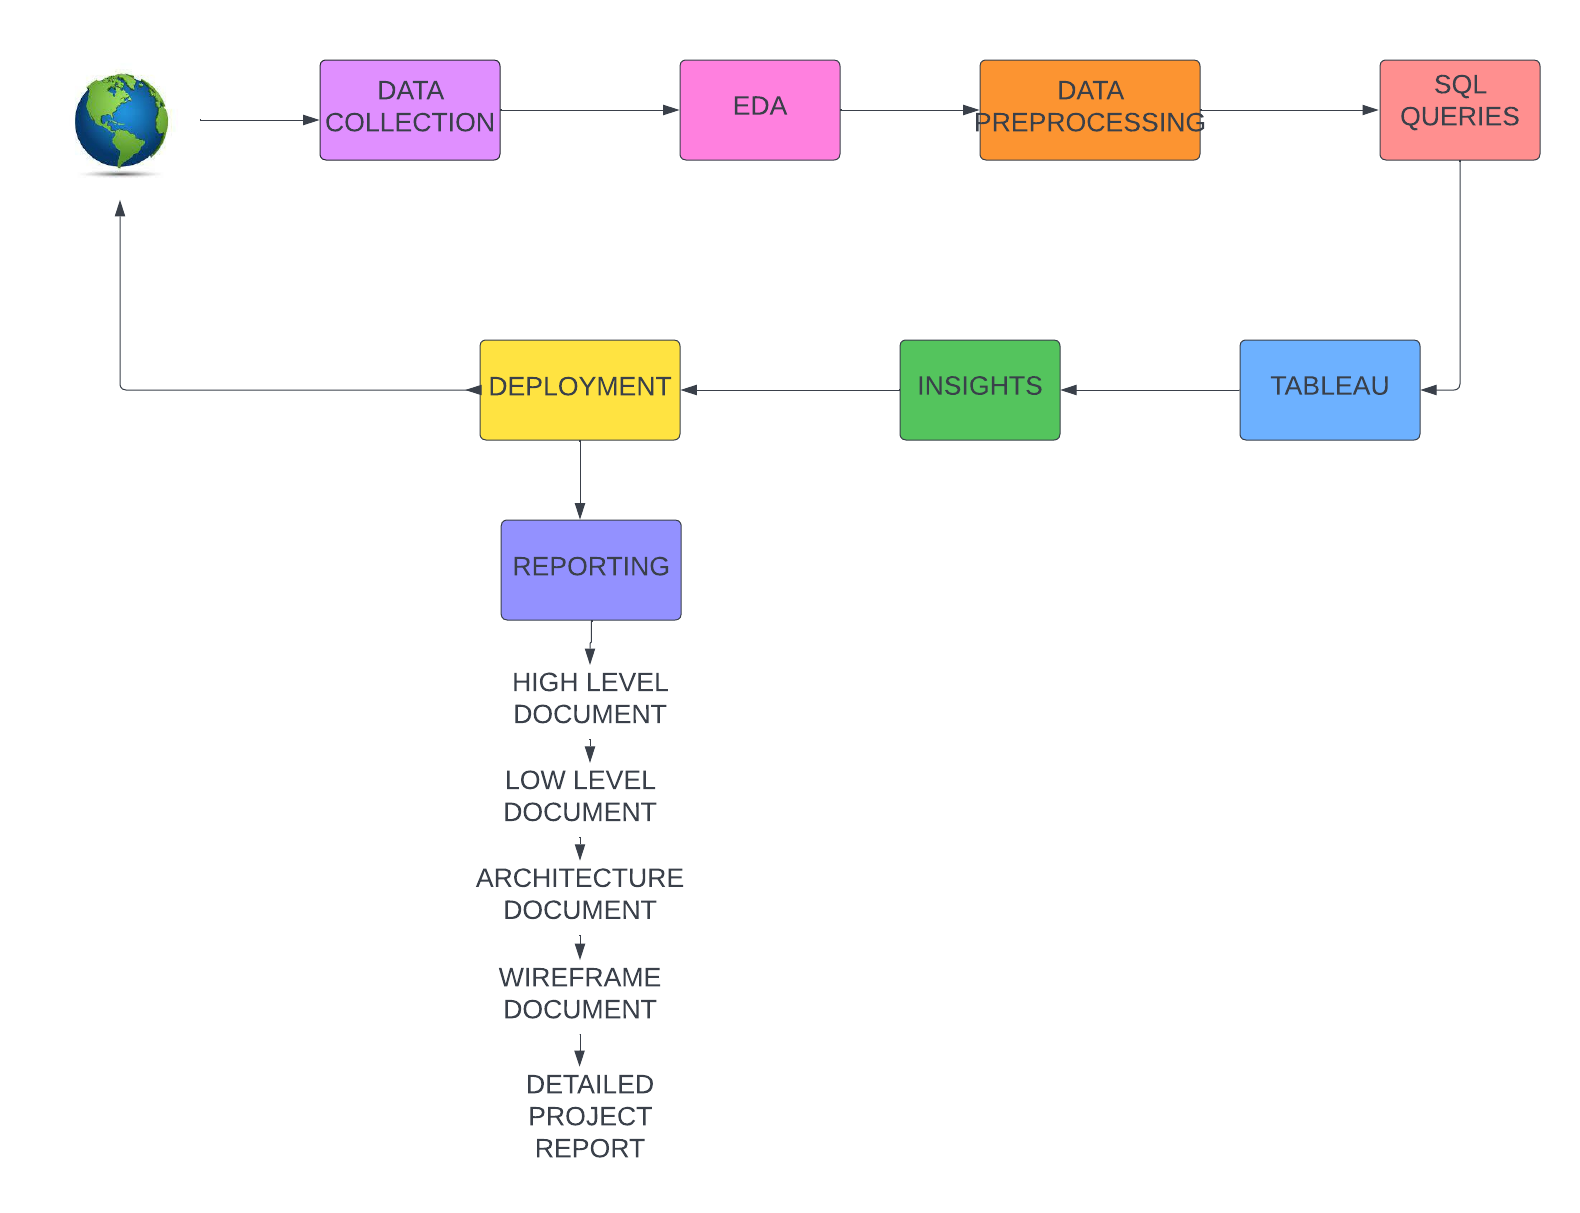 DATA
COLLECTION
EDA
DATA
PREPROCESSING
SQL
QUERIES
DEPLOYMENT
INSIGHTS
TABLEAU
REPORTING
HIGH LEVEL
DOCUMENT
LOW LEVEL
DOCUMENT
ARCHITECTURE
DOCUMENT
WIREFRAME
DOCUMENT
DETAILED
PROJECT
REPORT